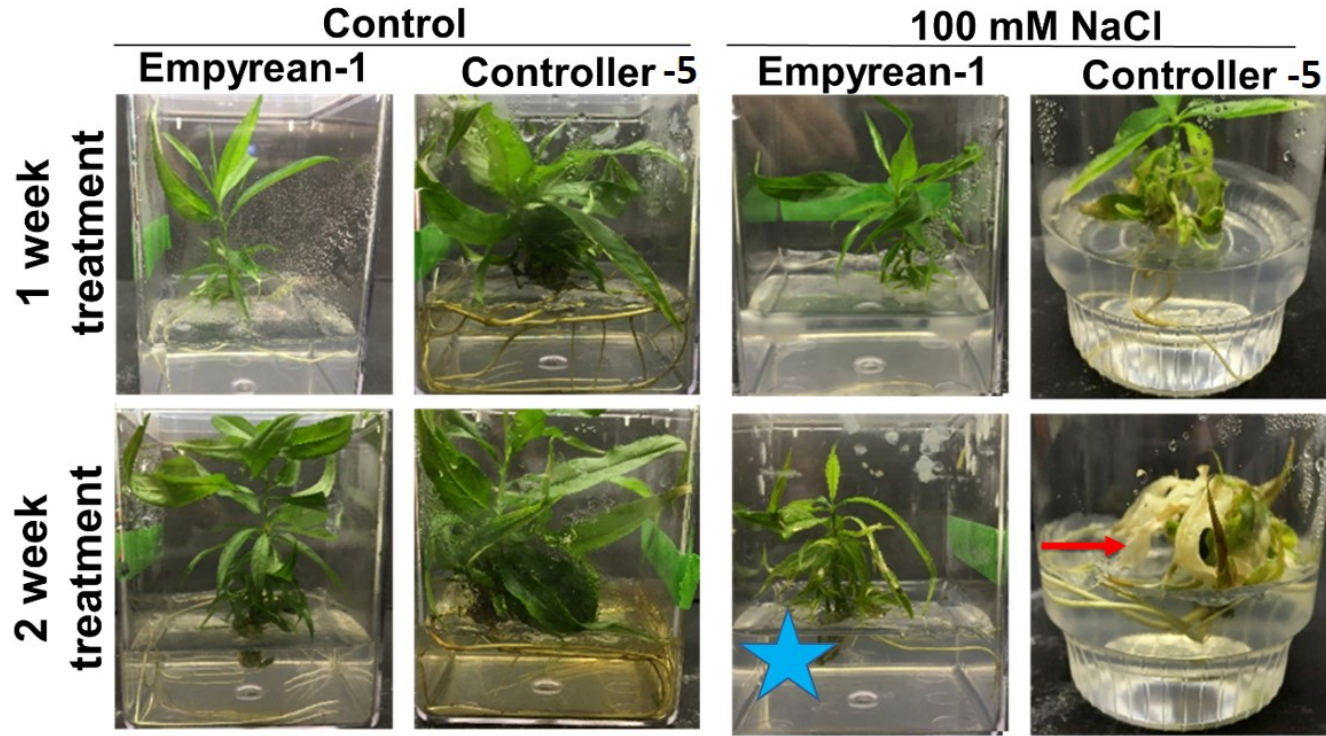 Control
100 mM NaCl
Empyrean-1
Controller -5
Empyrean-1
Controller -5
1 week
treatment
2 week
treatment